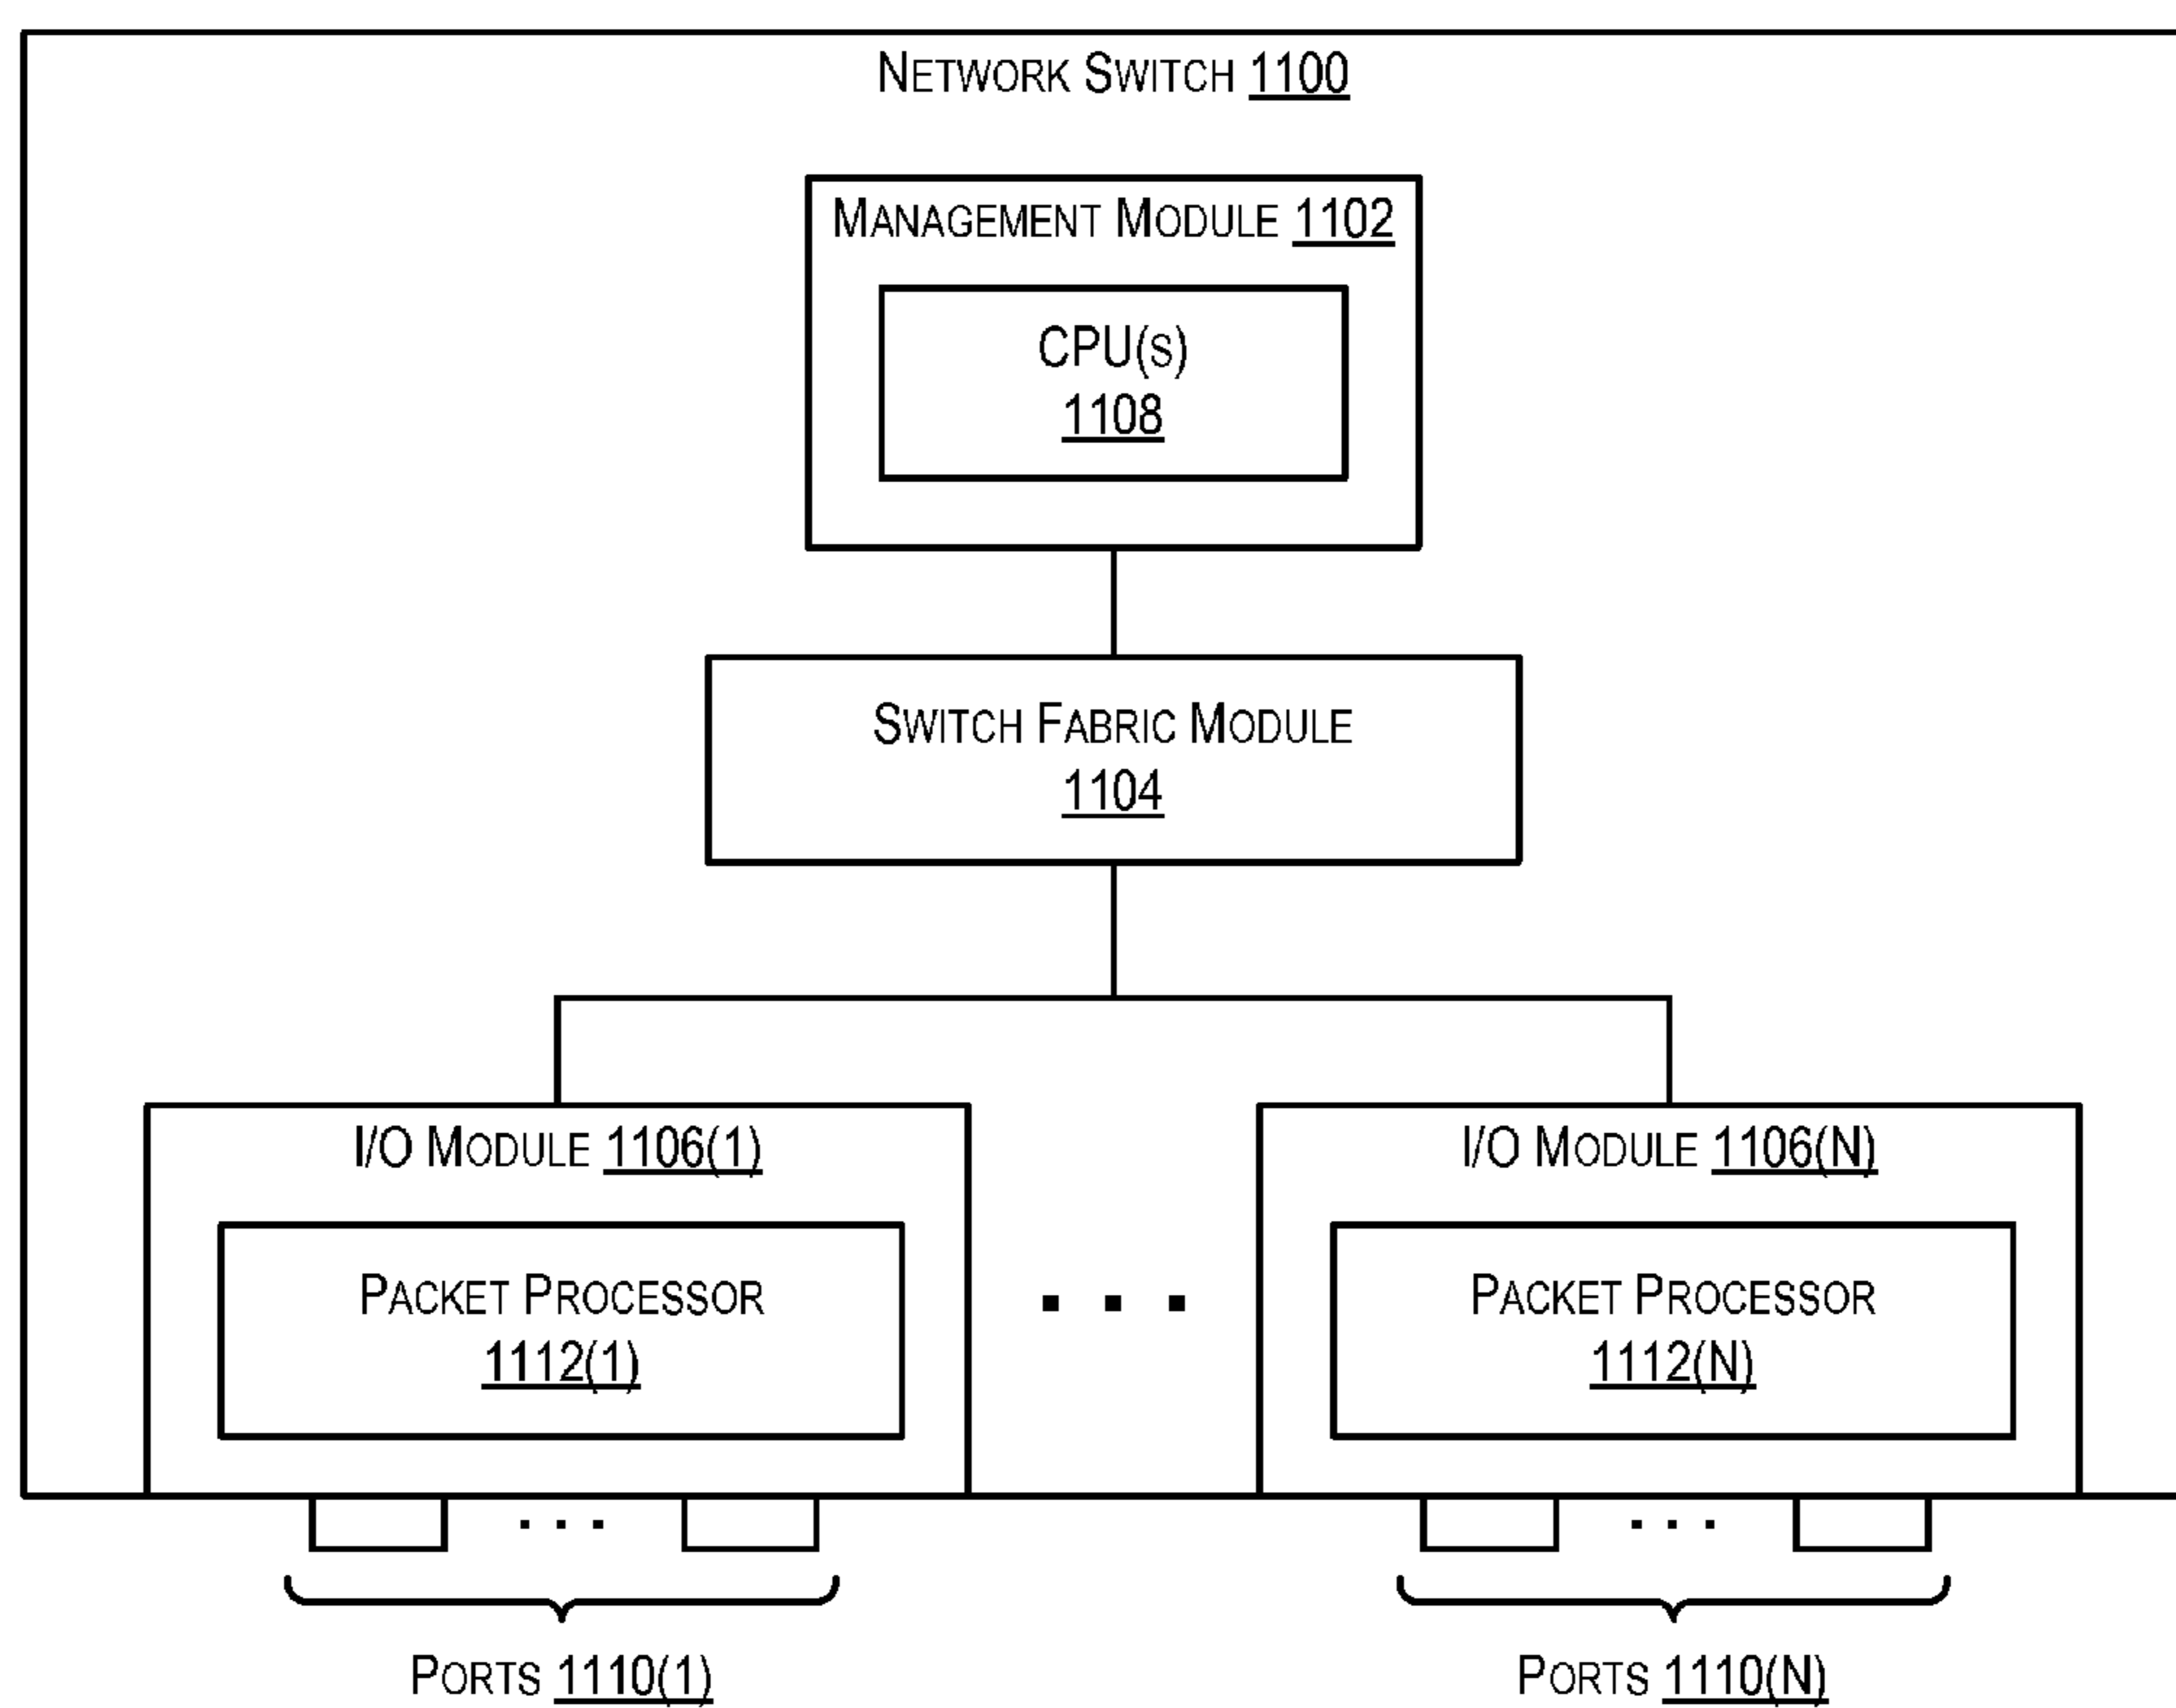 NETWORK SWITCH 1100
MANAGEMENT MODULE 1102
CPU(S)
1108
SWITCH FABRIC MODULE
1104
I/O MODULE 1106(1)
I/O MODULE 1106(N)
PACKET PROCESSOR
1112(1)
PACKET PROCESSOR
1112(N)
PORTS 1110(1)
PORTS 1110(N)